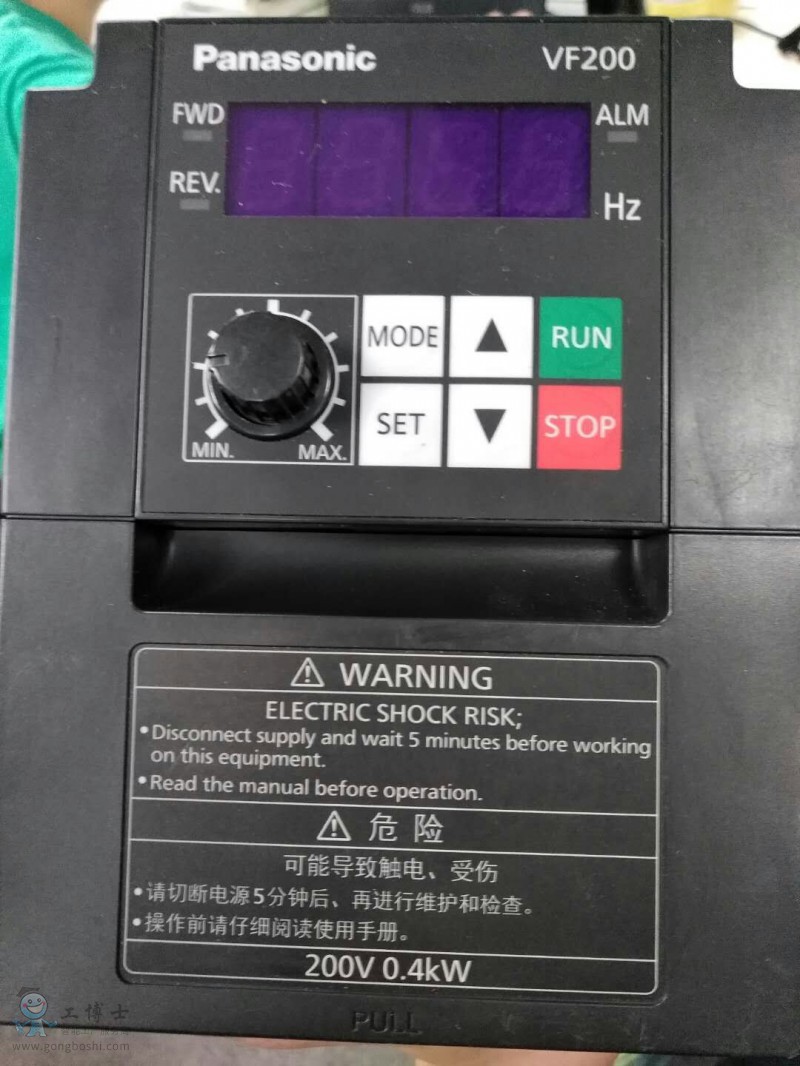 Panasonic VF200
FWD ALM
REV. Hz
MODE ▲ RUN
SET ▼ STOP
MIN. MAX.
⚠ WARNING
ELECTRIC SHOCK RISK;
•Disconnect supply and wait 5 minutes before working
on this equipment.
•Read the manual before operation.
⚠ 危险
可能导致触电、受伤
•请切断电源5分钟后、再进行维护和检查。
•操作前请仔细阅读使用手册。
200V 0.4kW
PULL
工博士
www.gongboshi.com